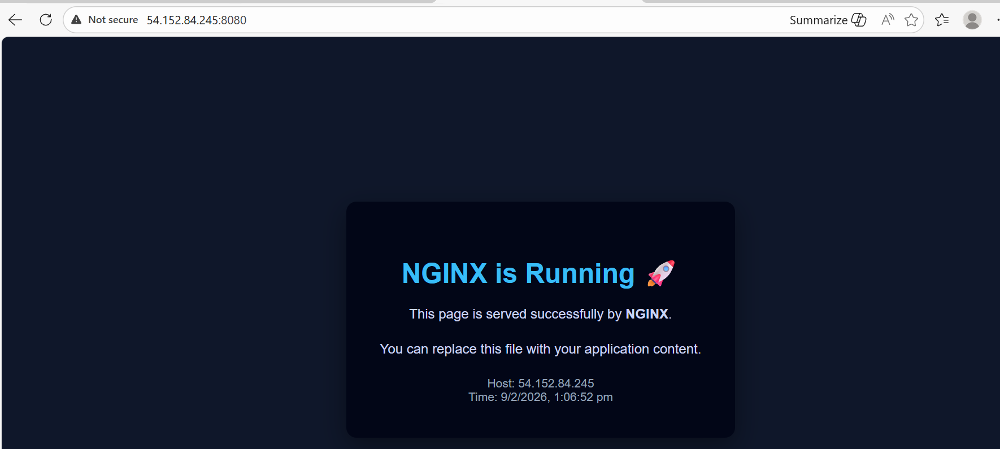 Not secure 54.152.84.245:8080 Summarize
NGINX is Running 🚀
This page is served successfully by NGINX.
You can replace this file with your application content.
Host: 54.152.84.245
Time: 9/2/2026, 1:06:52 pm